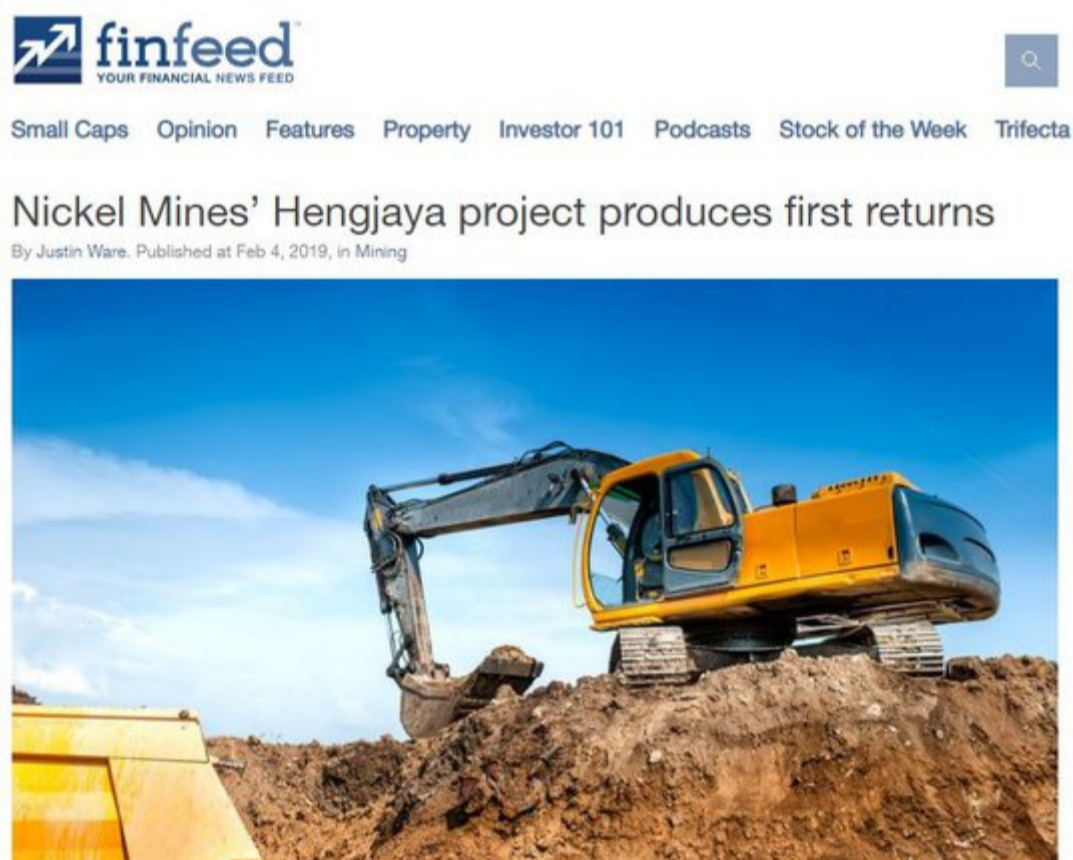 finfeed
YOUR FINANCIAL NEWS FEED
Small Caps Opinion Features Property Investor 101 Podcasts Stock of the Week Trifecta
Nickel Mines’ Hengjaya project produces first returns
By Justin Ware. Published at Feb 4, 2019, in Mining